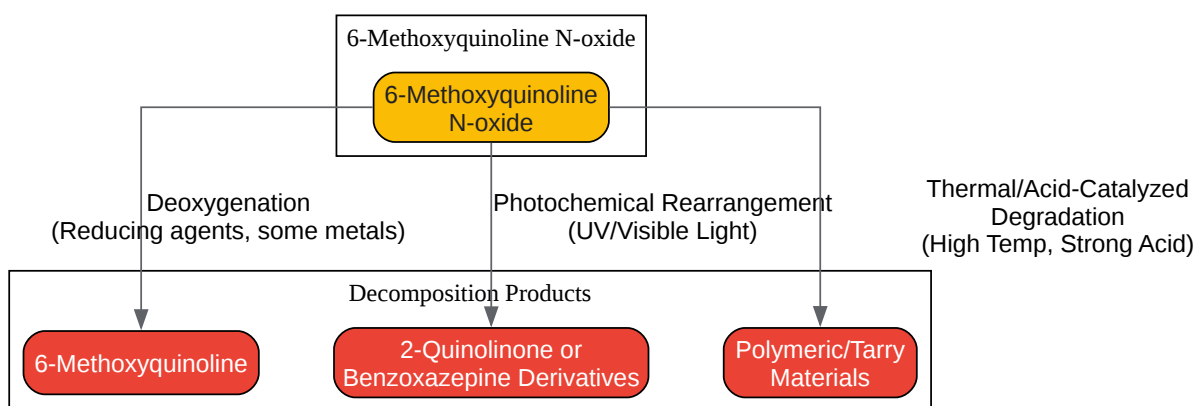 6-Methoxyquinoline N-oxide
6-Methoxyquinoline
N-oxide
Deoxygenation
(Reducing agents, some metals)
Photochemical Rearrangement
(UV/Visible Light)
Thermal/Acid-Catalyzed
Degradation
(High Temp, Strong Acid)
Decomposition Products
6-Methoxyquinoline
2-Quinolinone or
Benzoxazepine Derivatives
Polymeric/Tarry
Materials